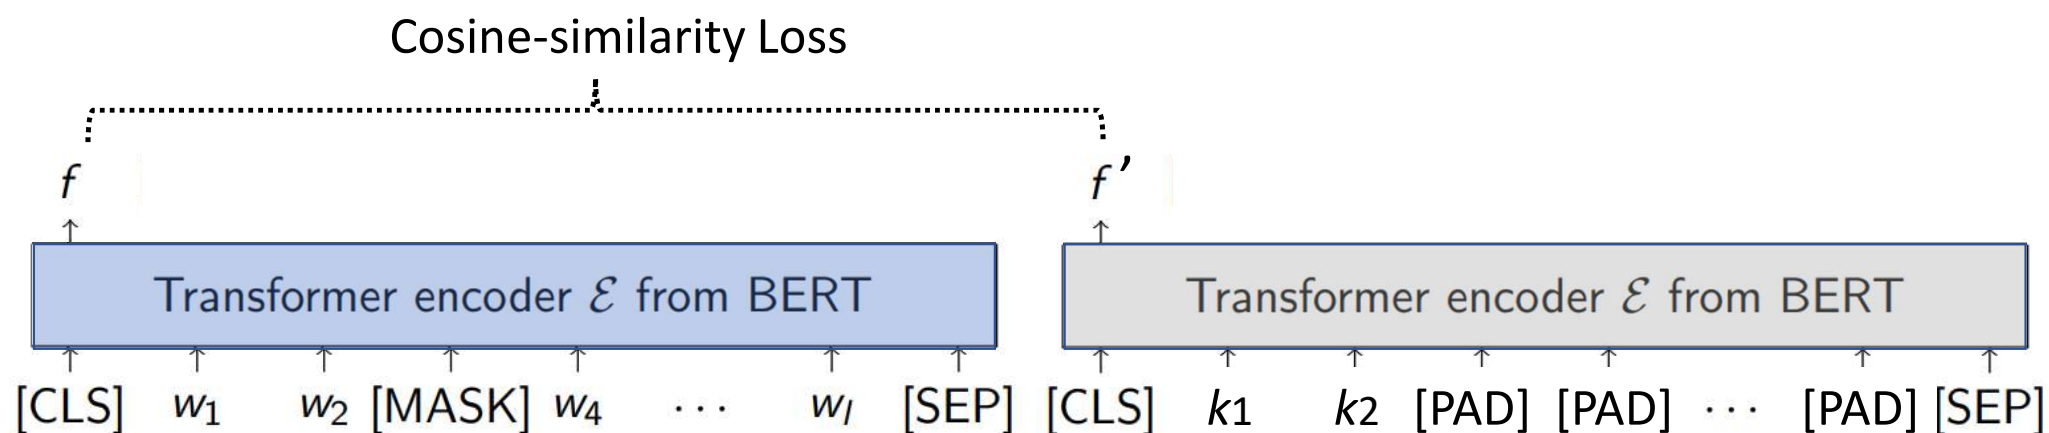 Cosine-similarity Loss
f f’
Transformer encoder ℰ from BERT Transformer encoder ℰ from BERT
[CLS] w₁ w₂ [MASK] w₄ ··· wₗ [SEP] [CLS] k1 k2 [PAD] [PAD] ··· [PAD] [SEP]